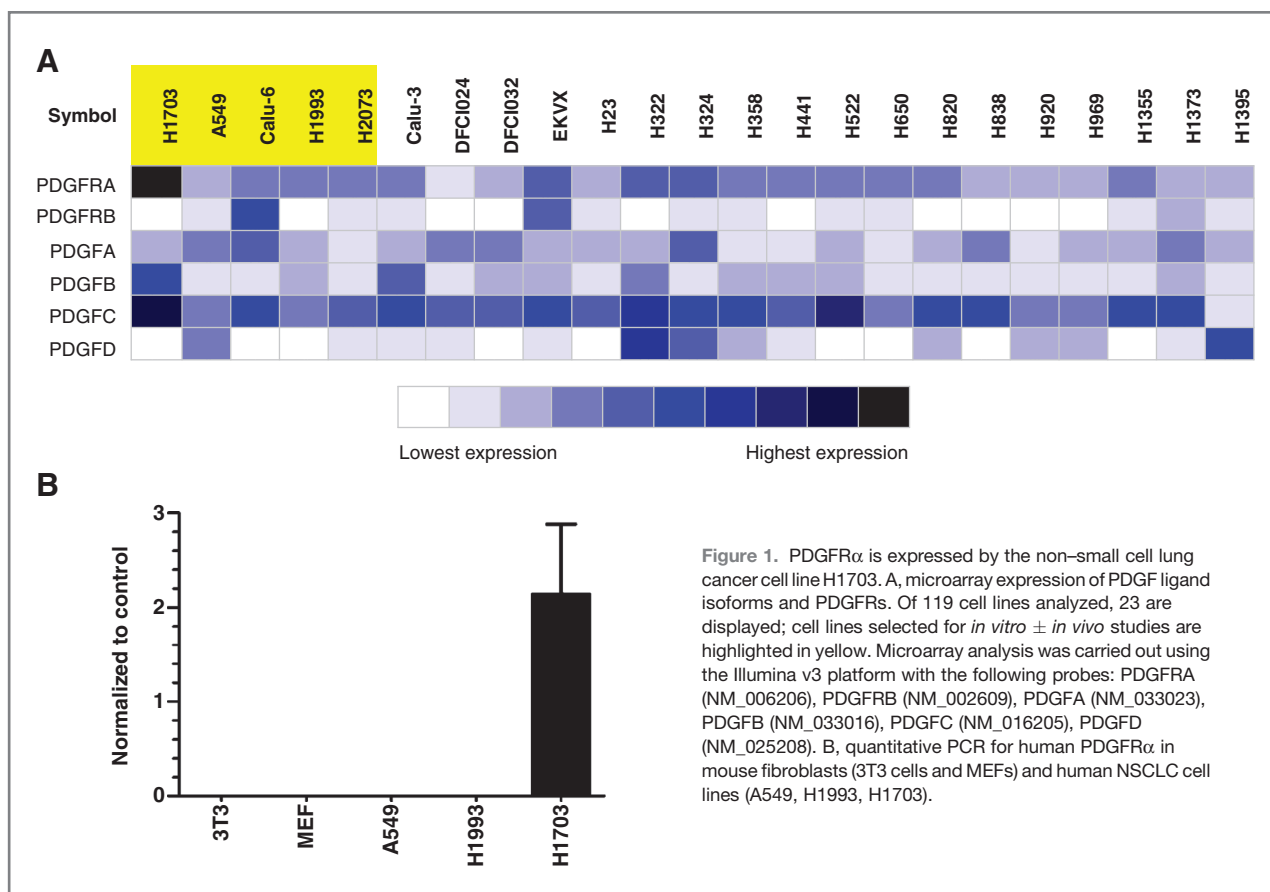 A
Symbol
H1703 A549 Calu-6 H1993 H2073 Calu-3 DFCI024 DFCI032 EKVX H23 H322 H324 H358 H441 H522 H650 H820 H838 H920 H969 H1355 H1373 H1395
PDGFRA
PDGFRB
PDGFA
PDGFB
PDGFC
PDGFD
Lowest expression Highest expression
B
Normalized to control
3
2
1
0
3T3 MEF A549 H1993 H1703
Figure 1. PDGFRα is expressed by the non–small cell lung
cancer cell line H1703. A, microarray expression of PDGF ligand
isoforms and PDGFRs. Of 119 cell lines analyzed, 23 are
displayed; cell lines selected for in vitro ± in vivo studies are
highlighted in yellow. Microarray analysis was carried out using
the Illumina v3 platform with the following probes: PDGFRA
(NM_006206), PDGFRB (NM_002609), PDGFA (NM_033023),
PDGFB (NM_033016), PDGFC (NM_016205), PDGFD
(NM_025208). B, quantitative PCR for human PDGFRα in
mouse fibroblasts (3T3 cells and MEFs) and human NSCLC cell
lines (A549, H1993, H1703).